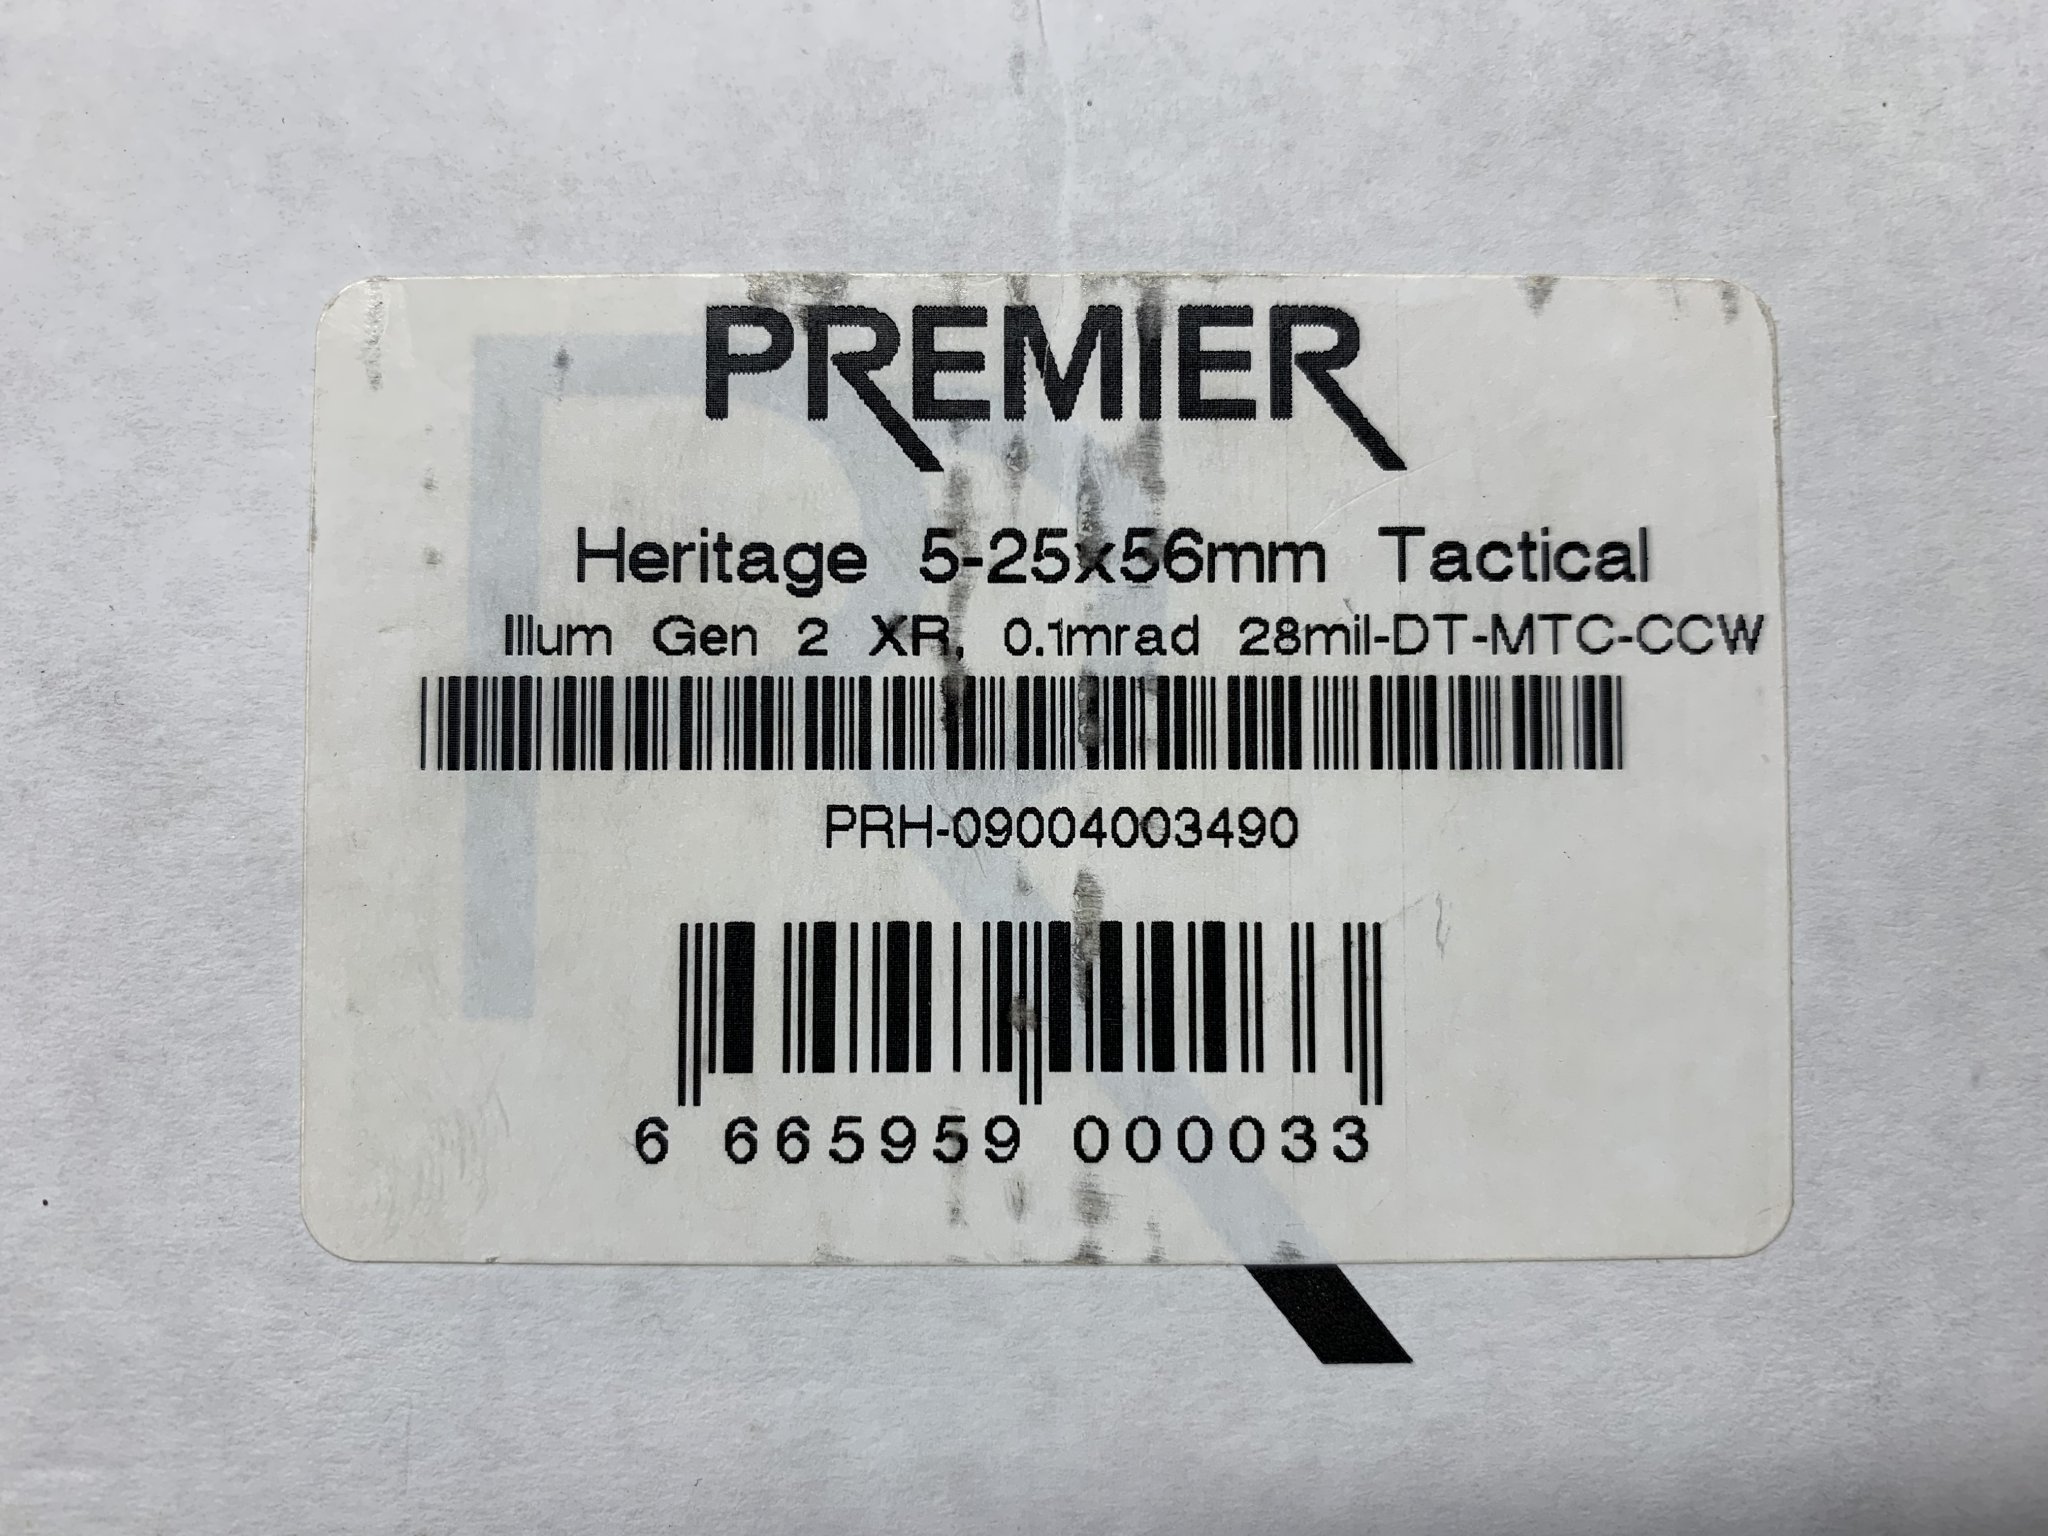 PREMIER
Heritage 5-25x56mm Tactical
Illum Gen 2 XR, 0.1mrad 28mil-DT-MTC-CCW
PRH-09004003490
6 665959 000033